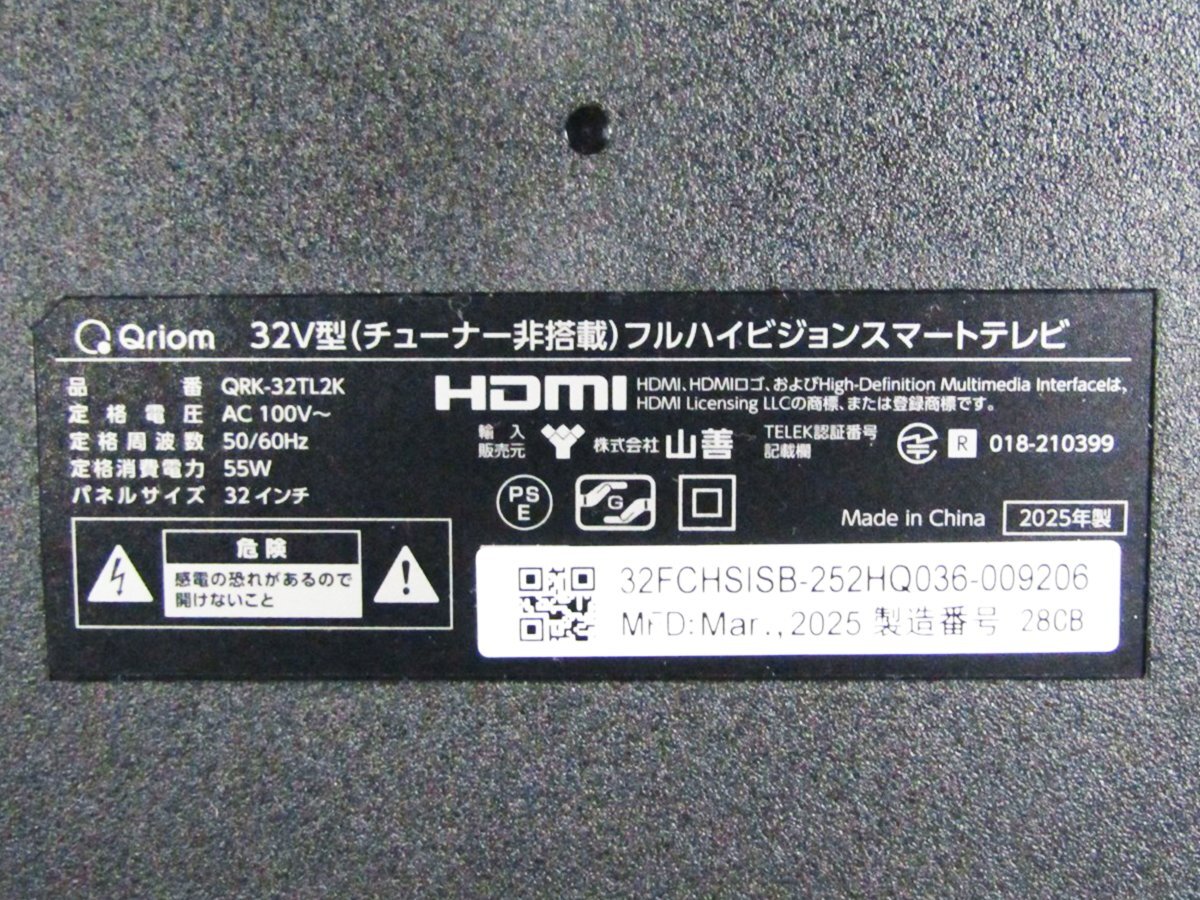 Qriom 32V型(チューナー非搭載)フルハイビジョンスマートテレビ
品番 QRK-32TL2K
定格電圧 AC 100V～
定格周波数 50/60Hz
定格消費電力 55W
パネルサイズ 32インチ
HDMI HDMI、HDMIロゴ、およびHigh-Definition Multimedia Interfaceは、
HDMI Licensing LLCの商標、または登録商標です。
輸入
販売元 株式会社 山善
TELEK認証番号
記載欄 R 018-210399
PS
E
G
Made in China 2025年製
危険
感電の恐れがあるので
開けないこと
32FCHSISB-252HQ036-009206
MFD:Mar.,2025 製造番号 280B